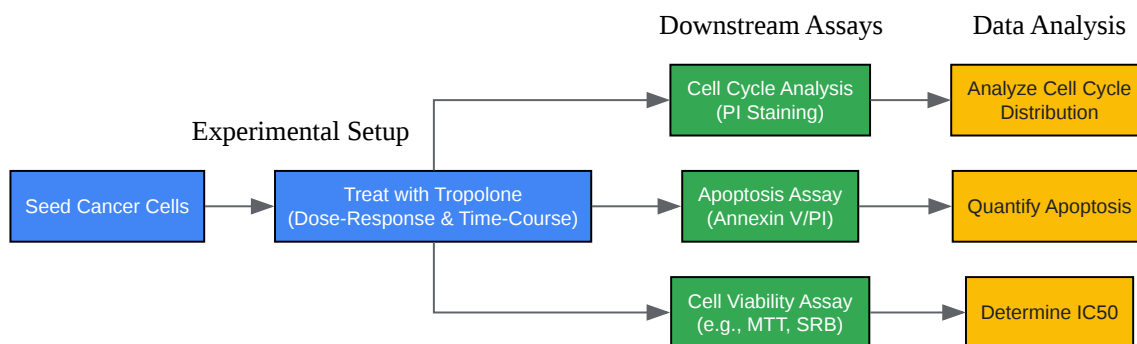 Downstream Assays
Data Analysis
Cell Cycle Analysis
(PI Staining)
Analyze Cell Cycle
Distribution
Experimental Setup
Seed Cancer Cells
Treat with Tropolone
(Dose-Response & Time-Course)
Apoptosis Assay
(Annexin V/PI)
Quantify Apoptosis
Cell Viability Assay
(e.g., MTT, SRB)
Determine IC50